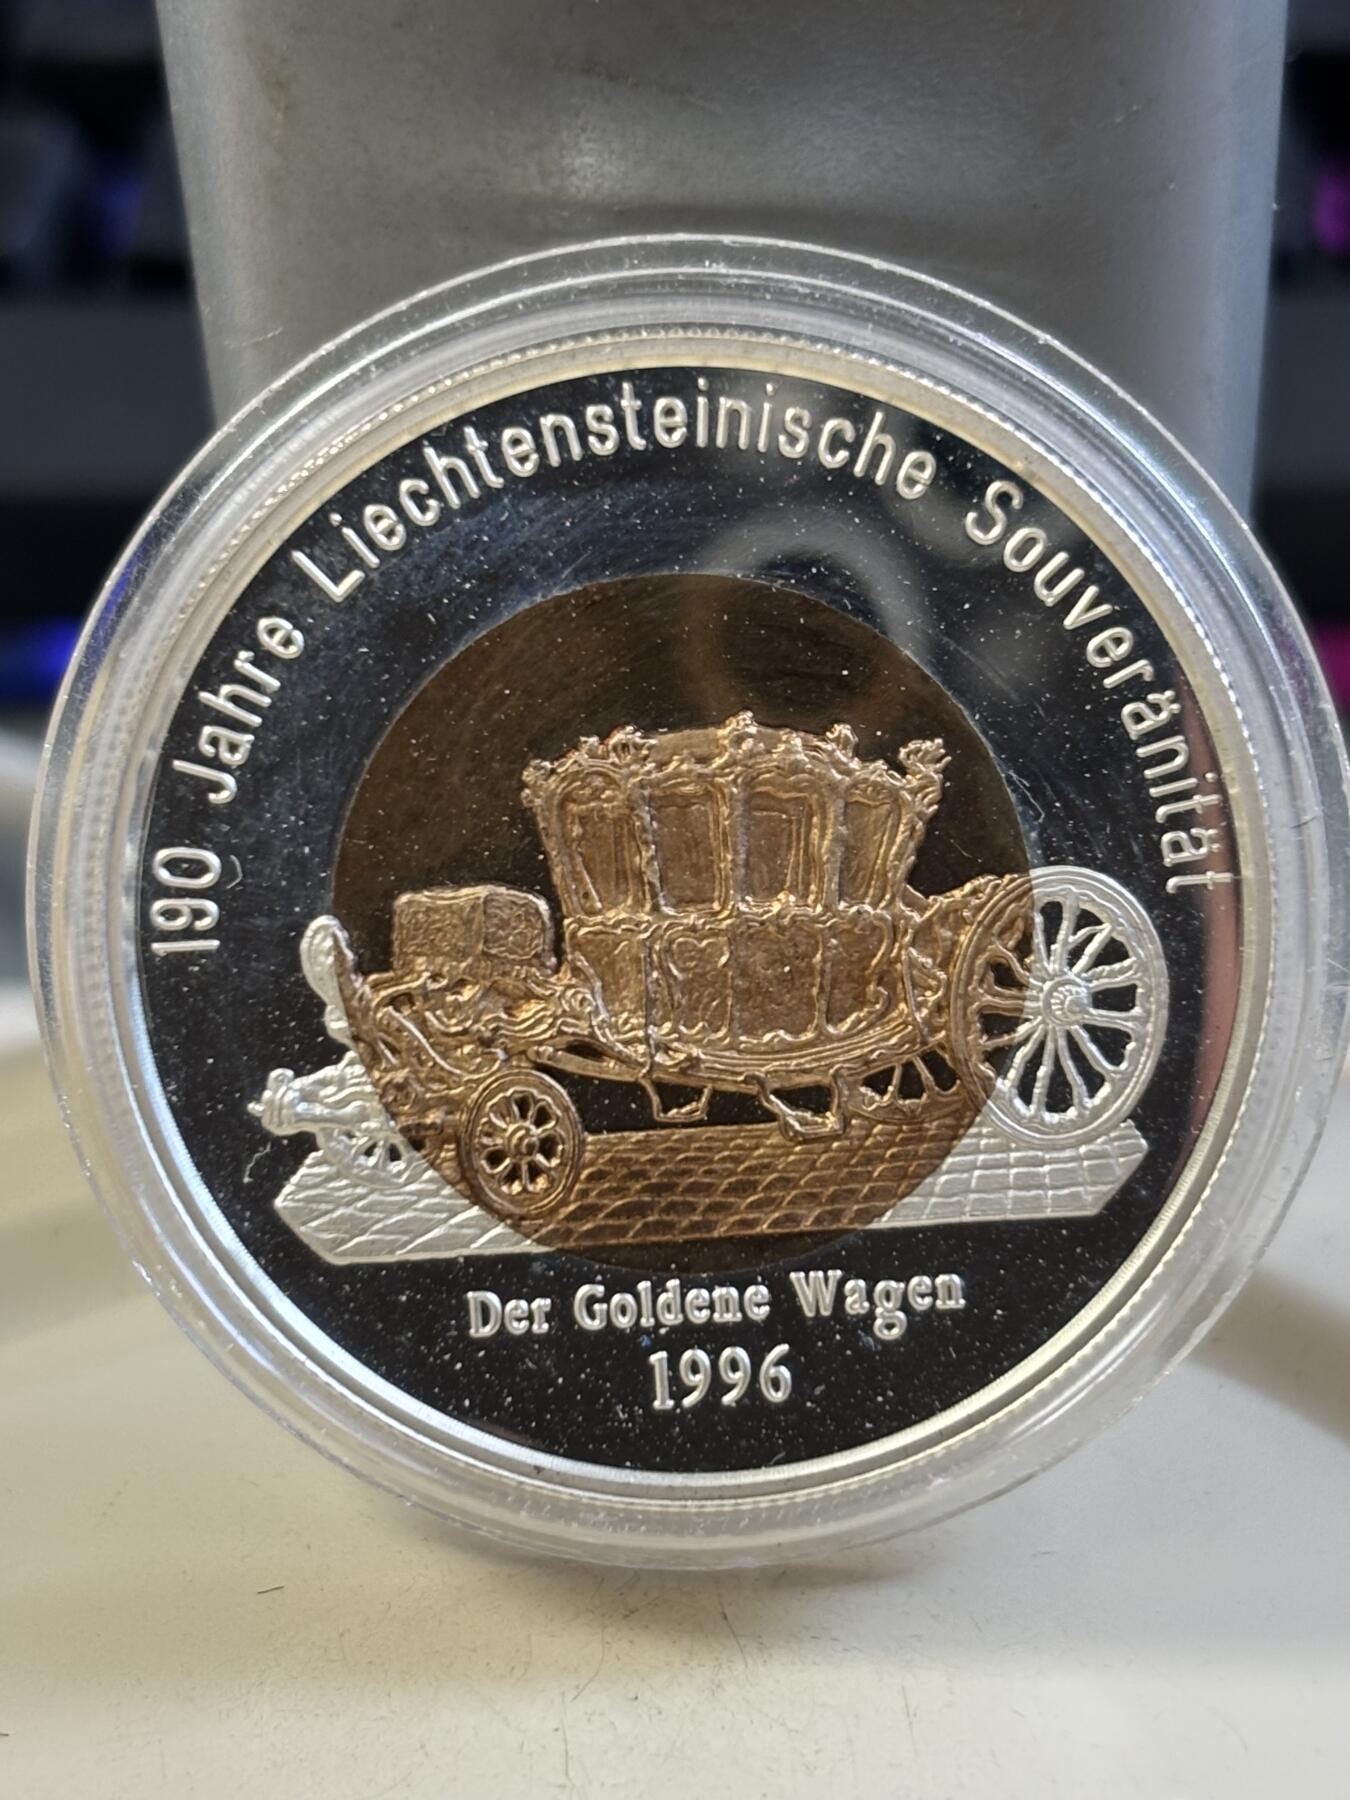 190 Jahre Liechtensteinische Souveränität
Der Goldene Wagen
1996